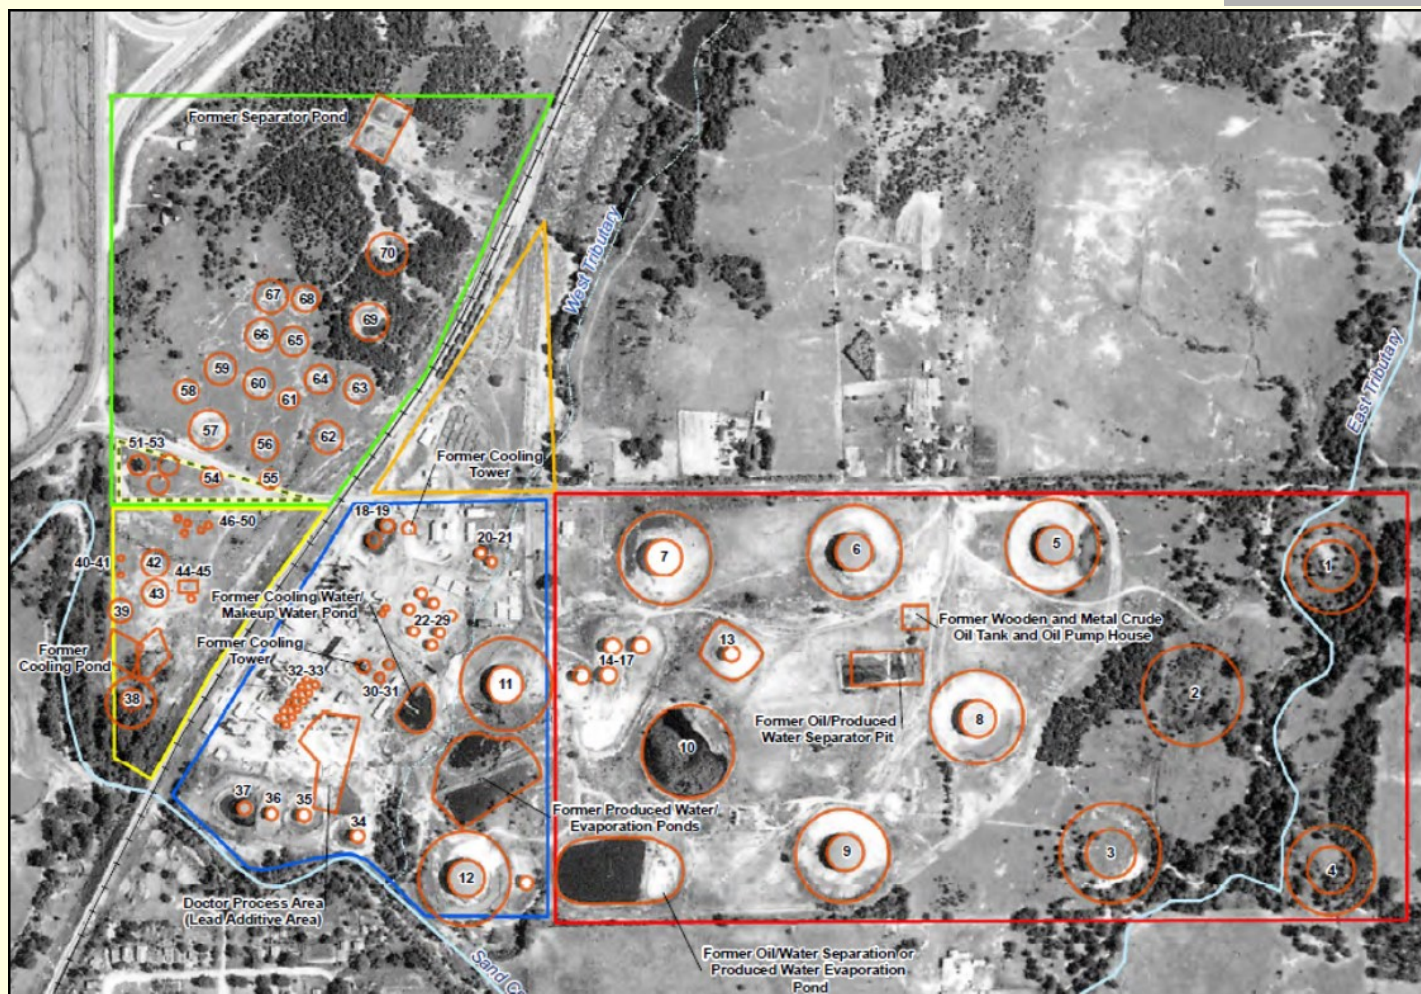 Former Separator Pond
70
West Tributary
67
68
69
66
65
59
60
64
63
58
61
57
56
62
51-53
54
55
East Tributary
Former Cooling
Tower
18-19
46-50
20-21
40-41
42
44-45
43
39
Former Cooling Water/
Makeup Water Pond
22-29
Former
Cooling Pond
Former Cooling
Tower
32-33
30-31
38
11
7
6
5
1
13
Former Wooden and Metal Crude
Oil Tank and Oil Pump House
14-17
2
8
Former Oil/Produced
Water Separator Pit
10
37
36
35
34
Former Produced Water/
Evaporation Ponds
12
9
3
4
Doctor Process Area
(Lead Additive Area)
Sand
Former Oil/Water Separation or
Produced Water Evaporation
Pond